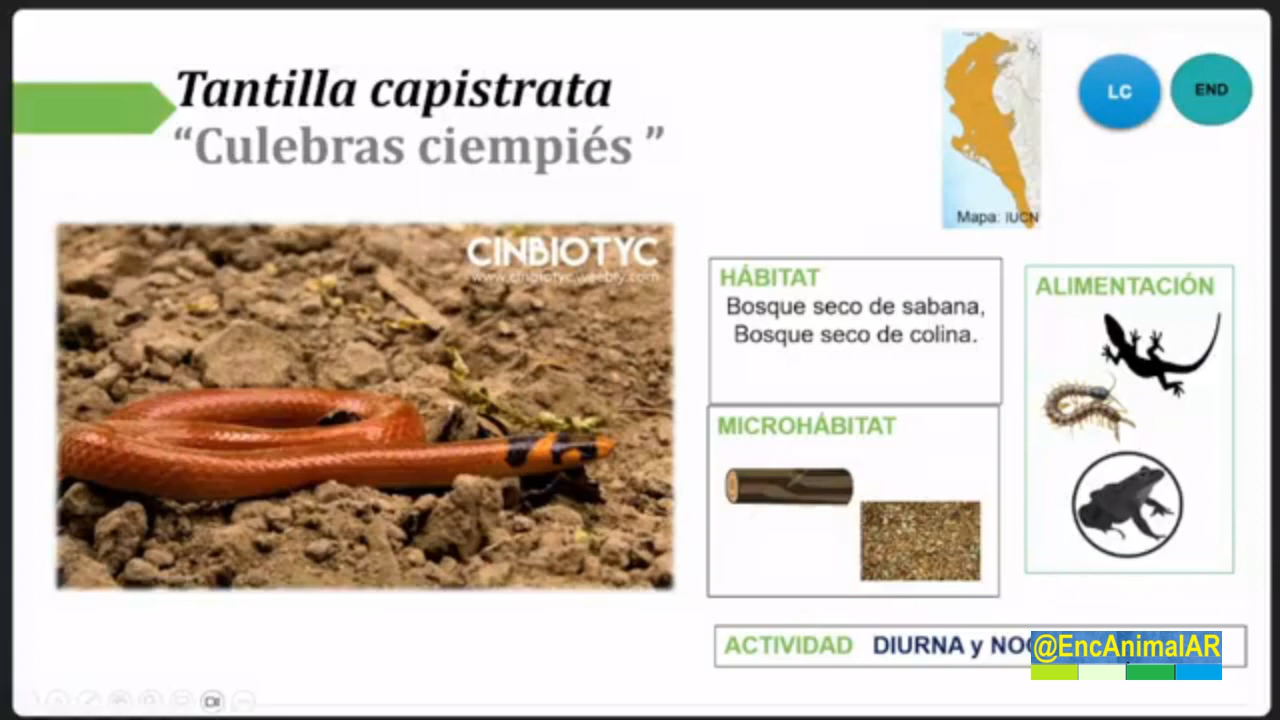 Tantilla capistrata
“Culebras ciempiés ”
LC
END
Mapa: IUCN
CINBIOTYC
www.cinbiotyc.weebly.com
HÁBITAT
Bosque seco de sabana,
Bosque seco de colina.
ALIMENTACIÓN
MICROHÁBITAT
ACTIVIDAD DIURNA y
@EncAnimalAR